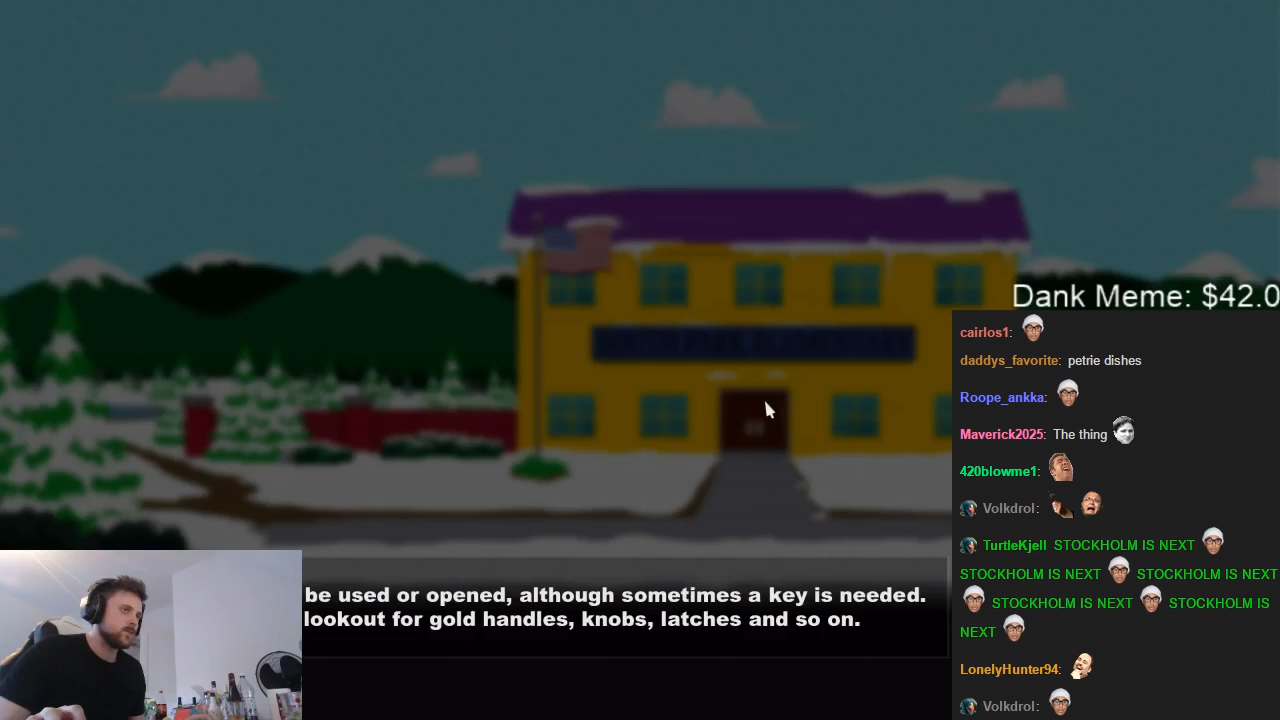 Dank Meme: $42.0
cairlos1:
daddys_favorite: petrie dishes
Roope_ankka:
Maverick2025: The thing
420blowme1:
Volkdrol:
TurtleKjell STOCKHOLM IS NEXT
STOCKHOLM IS NEXT STOCKHOLM IS NEXT
STOCKHOLM IS NEXT STOCKHOLM IS
NEXT
LonelyHunter94:
Volkdrol:
be used or opened, although sometimes a key is needed.
lookout for gold handles, knobs, latches and so on.